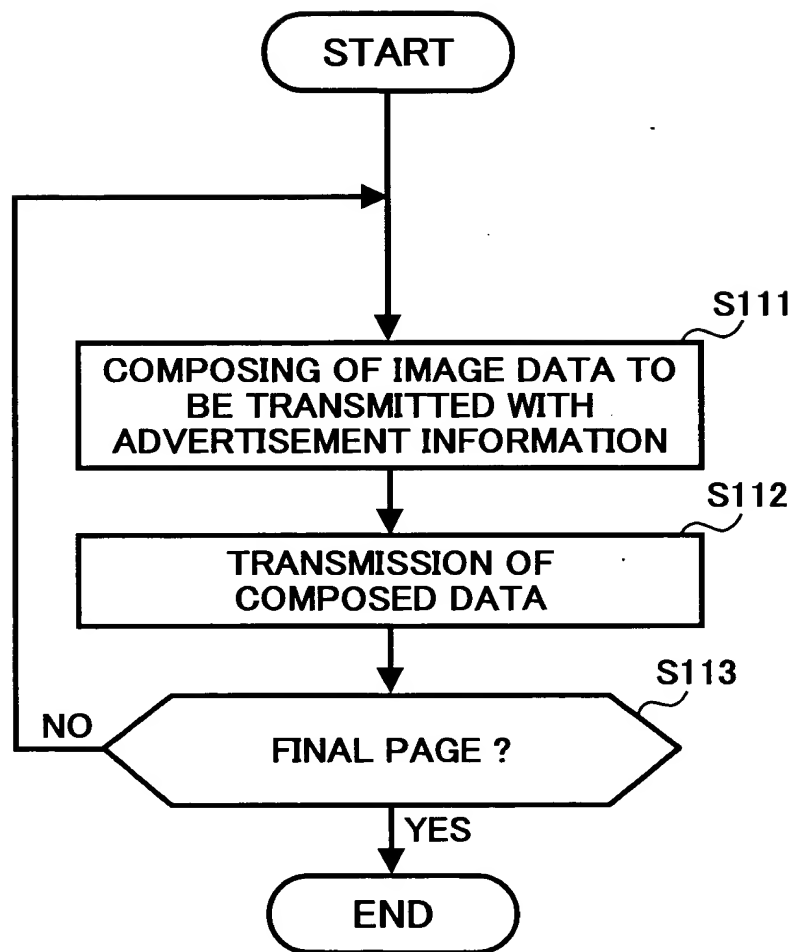 START
S111
COMPOSING OF IMAGE DATA TO
BE TRANSMITTED WITH
ADVERTISEMENT INFORMATION
S112
TRANSMISSION OF
COMPOSED DATA
S113
NO
FINAL PAGE ?
YES
END